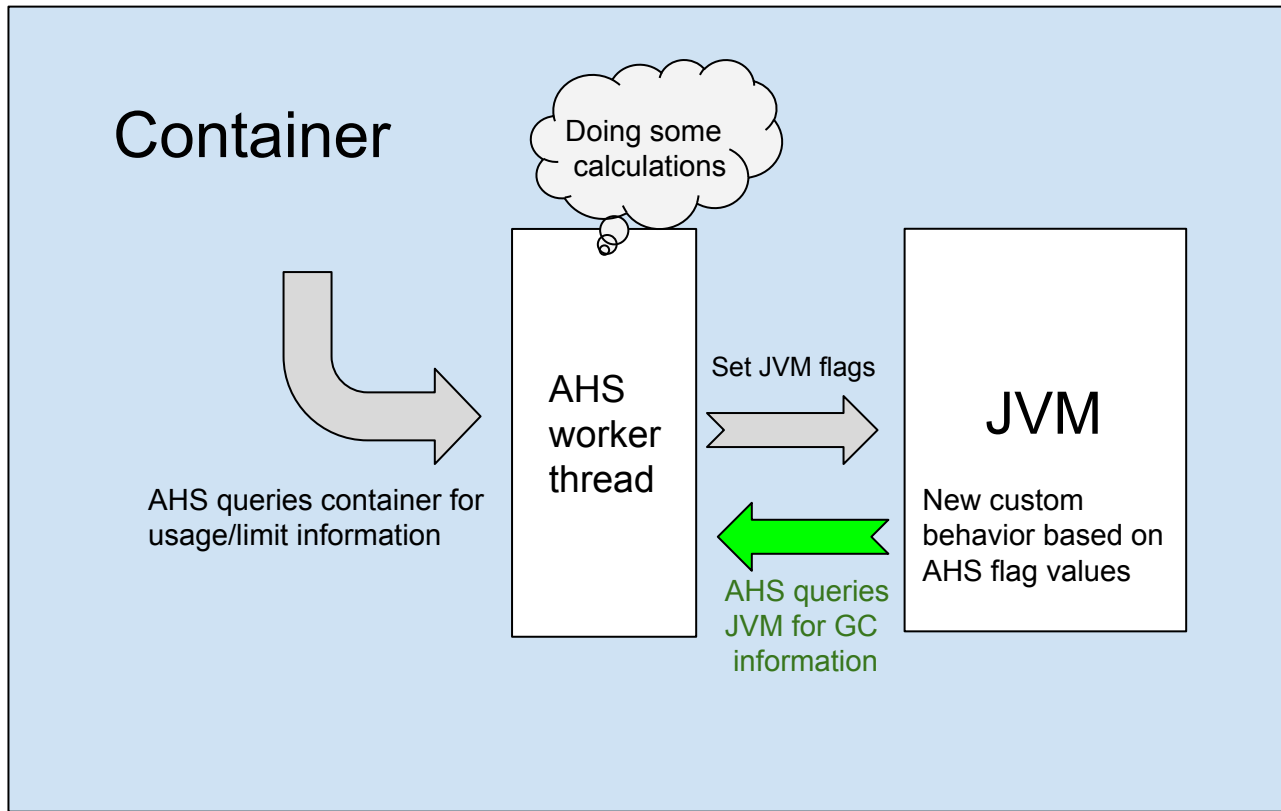 Container
Doing some
calculations
AHS queries container for
usage/limit information
AHS
worker
thread
Set JVM flags
AHS queries
JVM for GC
information
JVM
New custom
behavior based on
AHS flag values